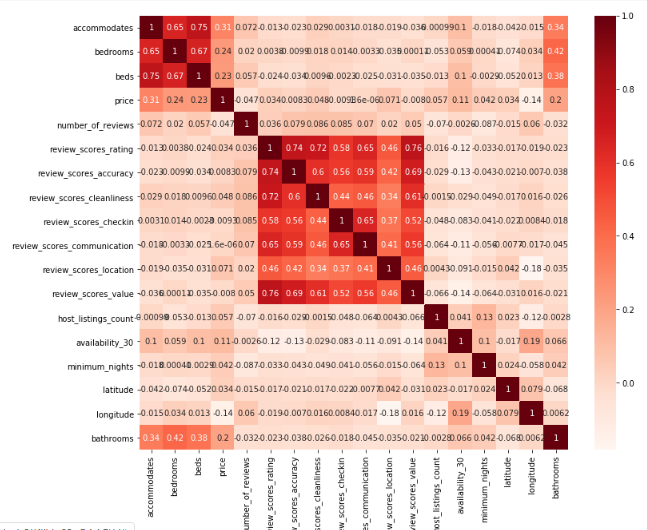 accommodates 1 0.65 0.75 0.31 0.072 -0.013 -0.023 0.029 0.0031 -0.018 -0.019 -0.036 0.00099 0.1 -0.018 -0.042 -0.015 0.34
bedrooms 0.65 1 0.67 0.24 0.02 0.0038 0.0099 0.018 0.014 0.0033 -0.035 0.00011 -0.053 0.059 0.00041 -0.074 0.034 0.42
beds 0.75 0.67 1 0.23 0.057 -0.024 -0.034 0.0096 0.0023 -0.025 -0.031 -0.035 -0.013 0.1 -0.0029 -0.052 0.013 0.38
price 0.31 0.24 0.23 1 -0.047 0.034 0.0083 0.048 0.0093 1.6e-06 0.071 -0.008 0.057 0.11 0.042 0.034 -0.14 0.2
number_of_reviews 0.072 0.02 0.057 -0.047 1 0.036 0.079 0.086 0.085 0.07 0.02 0.05 -0.07 -0.0026 -0.087 -0.015 0.06 -0.032
review_scores_rating -0.013 0.0038 -0.024 0.034 0.036 1 0.74 0.72 0.58 0.65 0.46 0.76 -0.016 -0.12 -0.033 -0.017 -0.019 -0.023
review_scores_accuracy -0.023 0.0099 -0.034 0.0083 0.079 0.74 1 0.6 0.56 0.59 0.42 0.69 -0.029 -0.13 -0.043 -0.021 -0.007 -0.038
review_scores_cleanliness 0.029 0.018 0.0096 0.048 0.086 0.72 0.6 1 0.44 0.46 0.34 0.61 0.0015 -0.029 -0.049 -0.017 0.016 -0.026
review_scores_checkin 0.0031 0.014 0.0023 0.0093 0.085 0.58 0.56 0.44 1 0.65 0.37 0.52 -0.048 -0.083 -0.041 -0.022 0.0084 -0.018
review_scores_communication -0.018 0.0033 -0.025 1.6e-06 0.07 0.65 0.59 0.46 0.65 1 0.41 0.56 -0.064 -0.11 -0.056 0.0077 0.017 -0.045
review_scores_location -0.019 -0.035 -0.031 0.071 0.02 0.46 0.42 0.34 0.37 0.41 1 0.46 0.0043 -0.091 -0.015 0.042 -0.18 -0.035
review_scores_value -0.036 0.00011 -0.035 -0.008 0.05 0.76 0.69 0.61 0.52 0.56 0.46 1 -0.066 -0.14 -0.064 -0.031 0.016 -0.021
host_listings_count 0.00099 -0.053 -0.013 0.057 -0.07 -0.016 -0.029 0.0015 -0.048 -0.064 0.0043 -0.066 1 0.041 0.13 0.023 -0.12 -0.0028
availability_30 0.1 0.059 0.1 0.11 -0.0026 -0.12 -0.13 -0.029 -0.083 -0.11 -0.091 -0.14 0.041 1 0.1 -0.017 0.19 0.066
minimum_nights -0.018 0.00041 0.0029 0.042 -0.087 -0.033 -0.043 -0.049 -0.041 -0.056 -0.015 -0.064 0.13 0.1 1 0.024 -0.058 0.042
latitude -0.042 -0.074 -0.052 0.034 -0.015 -0.017 -0.021 -0.017 -0.022 0.0077 0.042 -0.031 0.023 -0.017 0.024 1 0.079 -0.068
longitude -0.015 0.034 0.013 -0.14 0.06 -0.019 -0.007 0.016 0.0084 -0.017 -0.18 0.016 -0.12 0.19 -0.058 0.079 1 0.0062
bathrooms 0.34 0.42 0.38 0.2 -0.032 -0.023 -0.038 -0.026 -0.018 -0.045 -0.035 -0.021 0.0028 0.066 0.042 -0.068 0.0062 1
accommodates
bedrooms
beds
price
number_of_reviews
iew_scores_rating
y_scores_accuracy
scores_cleanliness
w_scores_checkin
es_communication
w_scores_location
view_scores_value
ost_listings_count
availability_30
minimum_nights
latitude
longitude
bathrooms
1.0
0.8
0.6
0.4
0.2
0.0